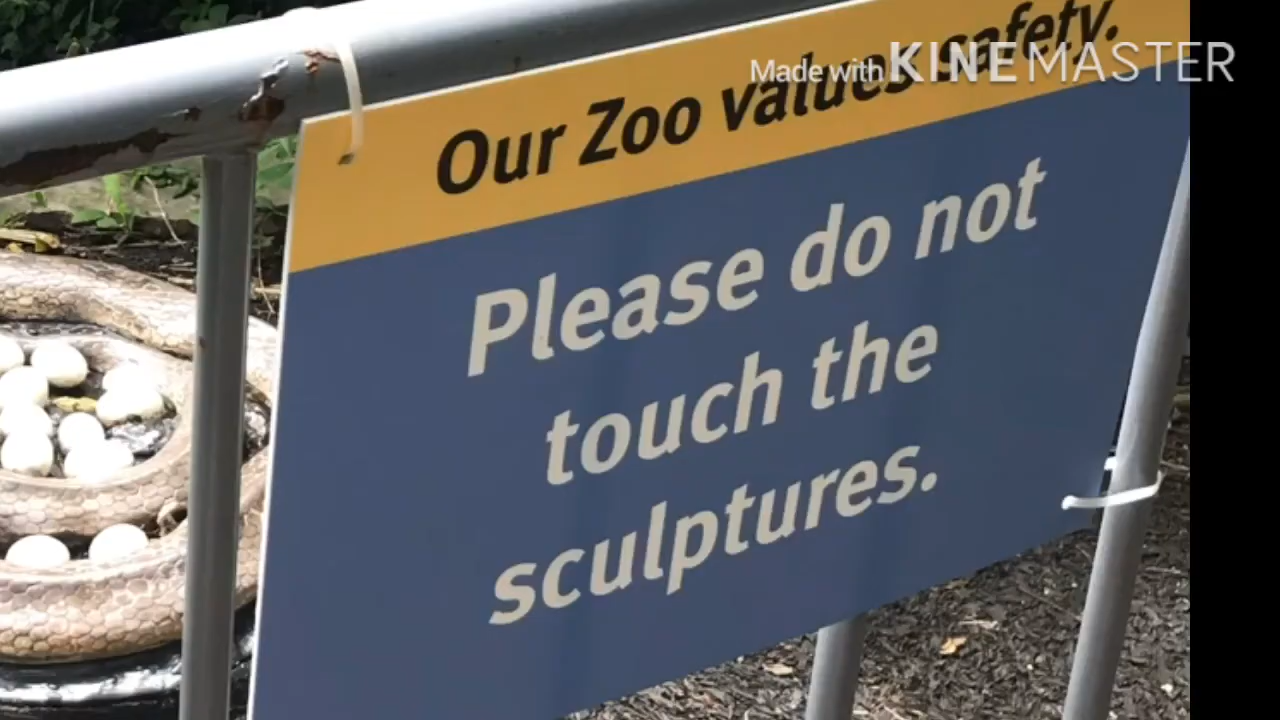 Made with KINEMASTER
Our Zoo values safety.
Please do not
touch the
sculptures.